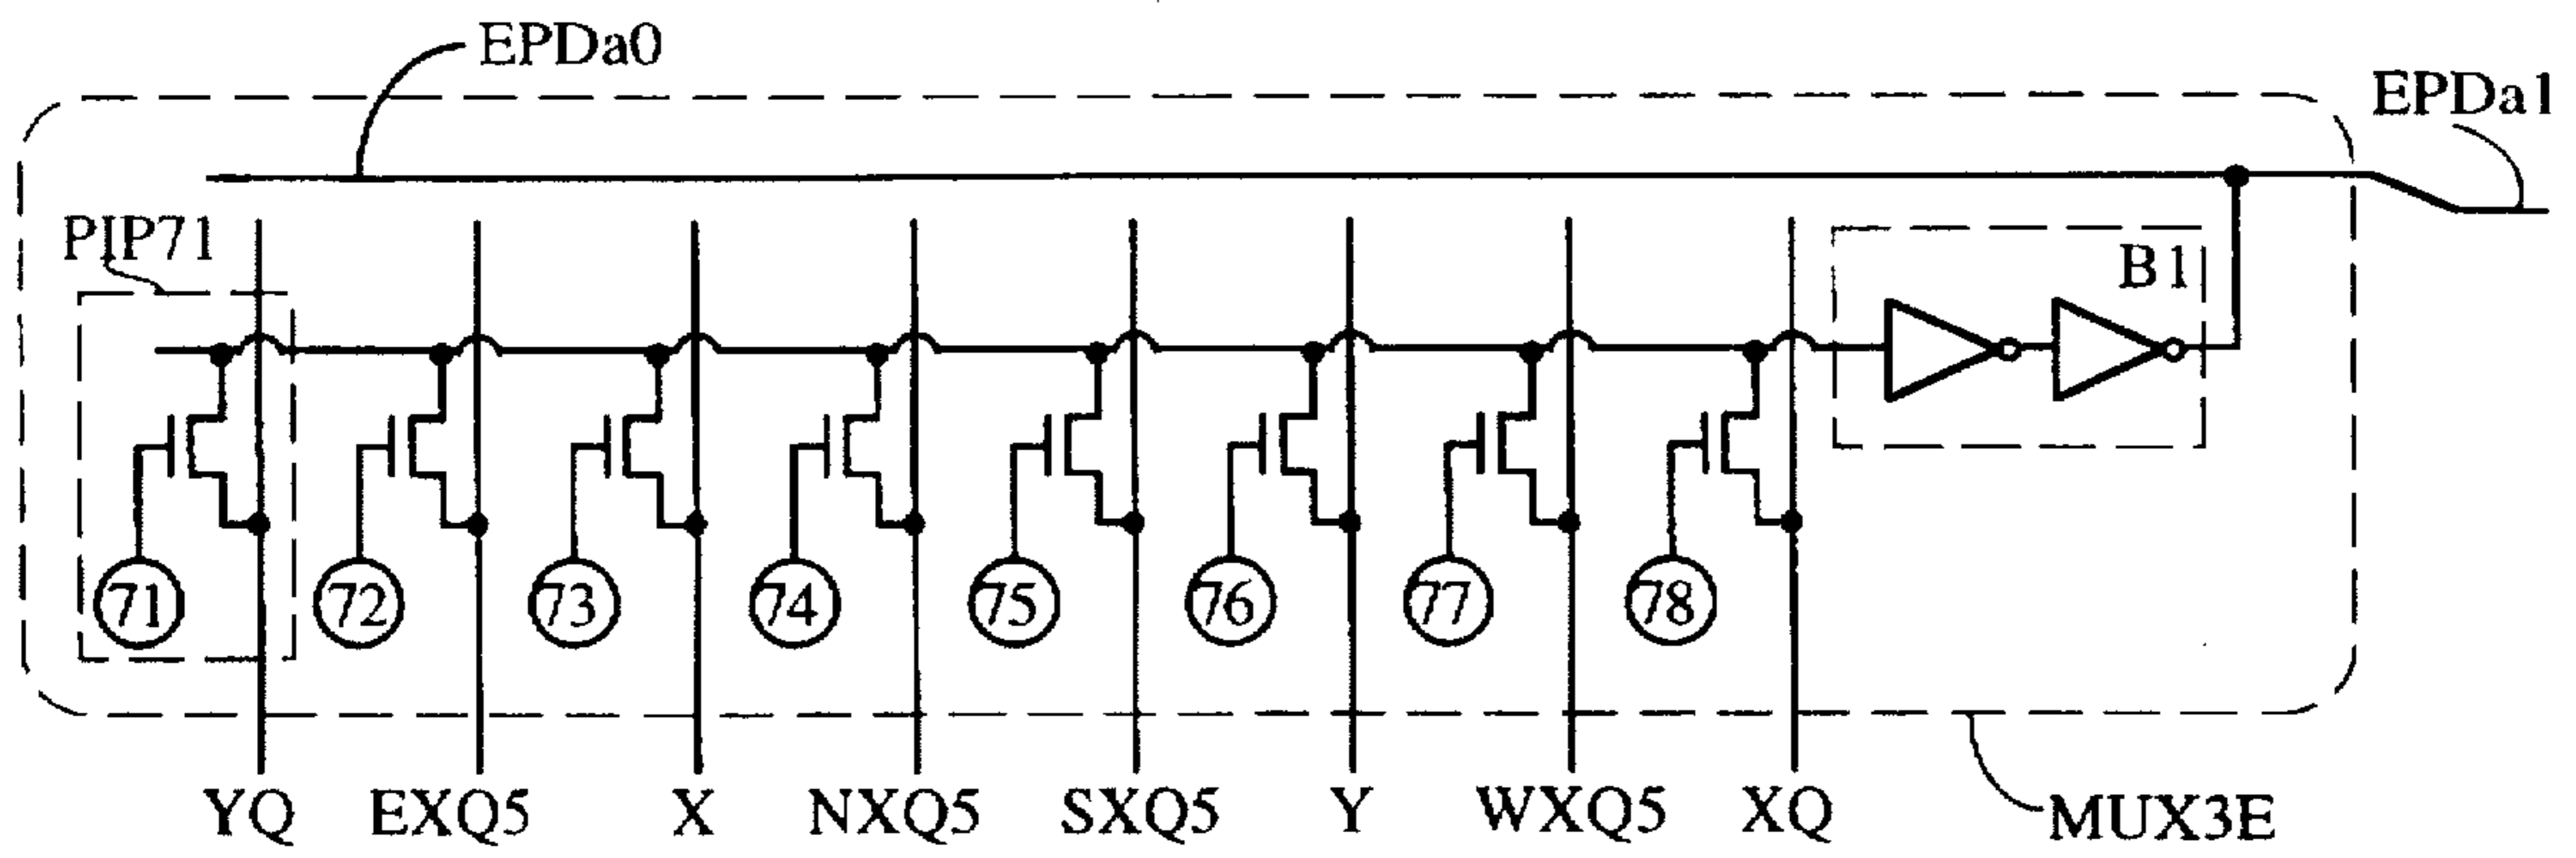 EPDa0
EPDa1
PIP71
B1
71 72 73 74 75 76 77 78
YQ EXQ5 X NXQ5 SXQ5 Y WXQ5 XQ
MUX3E